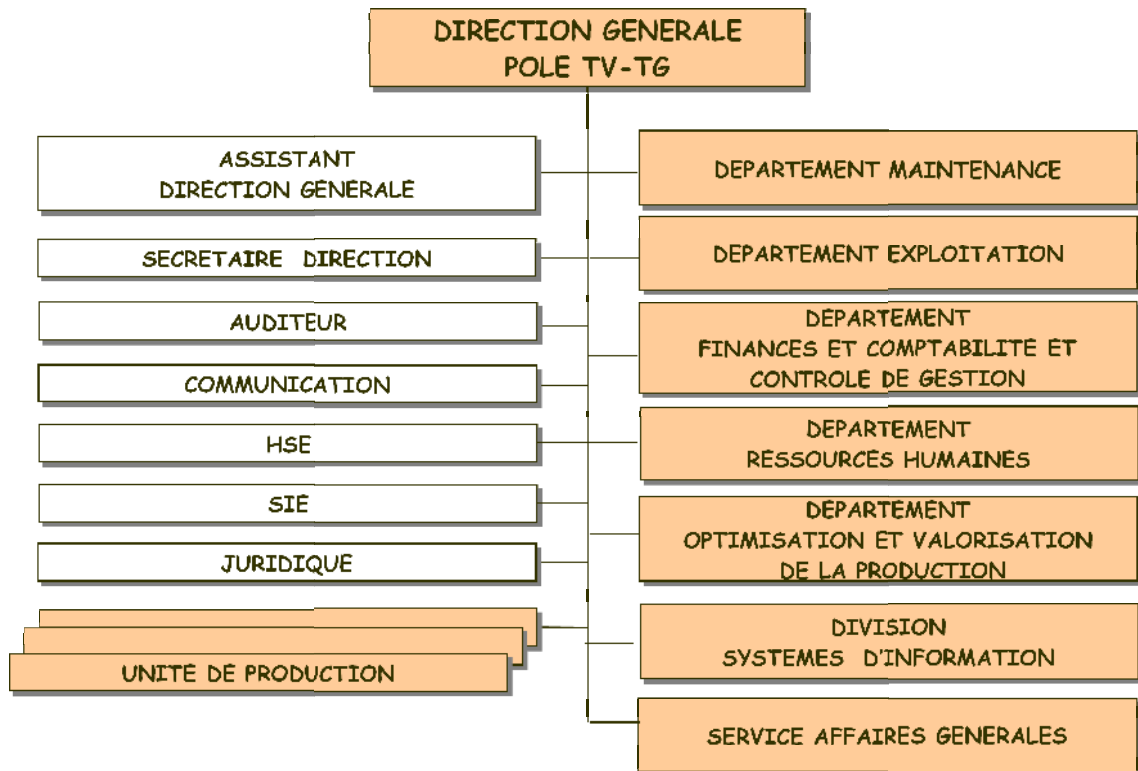 DIRECTION GENERALE
POLE TV-TG
ASSISTANT
DIRECTION GENERALE
SECRETAIRE DIRECTION
AUDITEUR
COMMUNICATION
HSE
SIE
JURIDIQUE
UNITE DE PRODUCTION
DEPARTEMENT MAINTENANCE
DEPARTEMENT EXPLOITATION
DEPARTEMENT
FINANCES ET COMPTABILITE ET
CONTROLE DE GESTION
DEPARTEMENT
RESSOURCES HUMAINES
DEPARTEMENT
OPTIMISATION ET VALORISATION
DE LA PRODUCTION
DIVISION
SYSTEMES D'INFORMATION
SERVICE AFFAIRES GENERALES